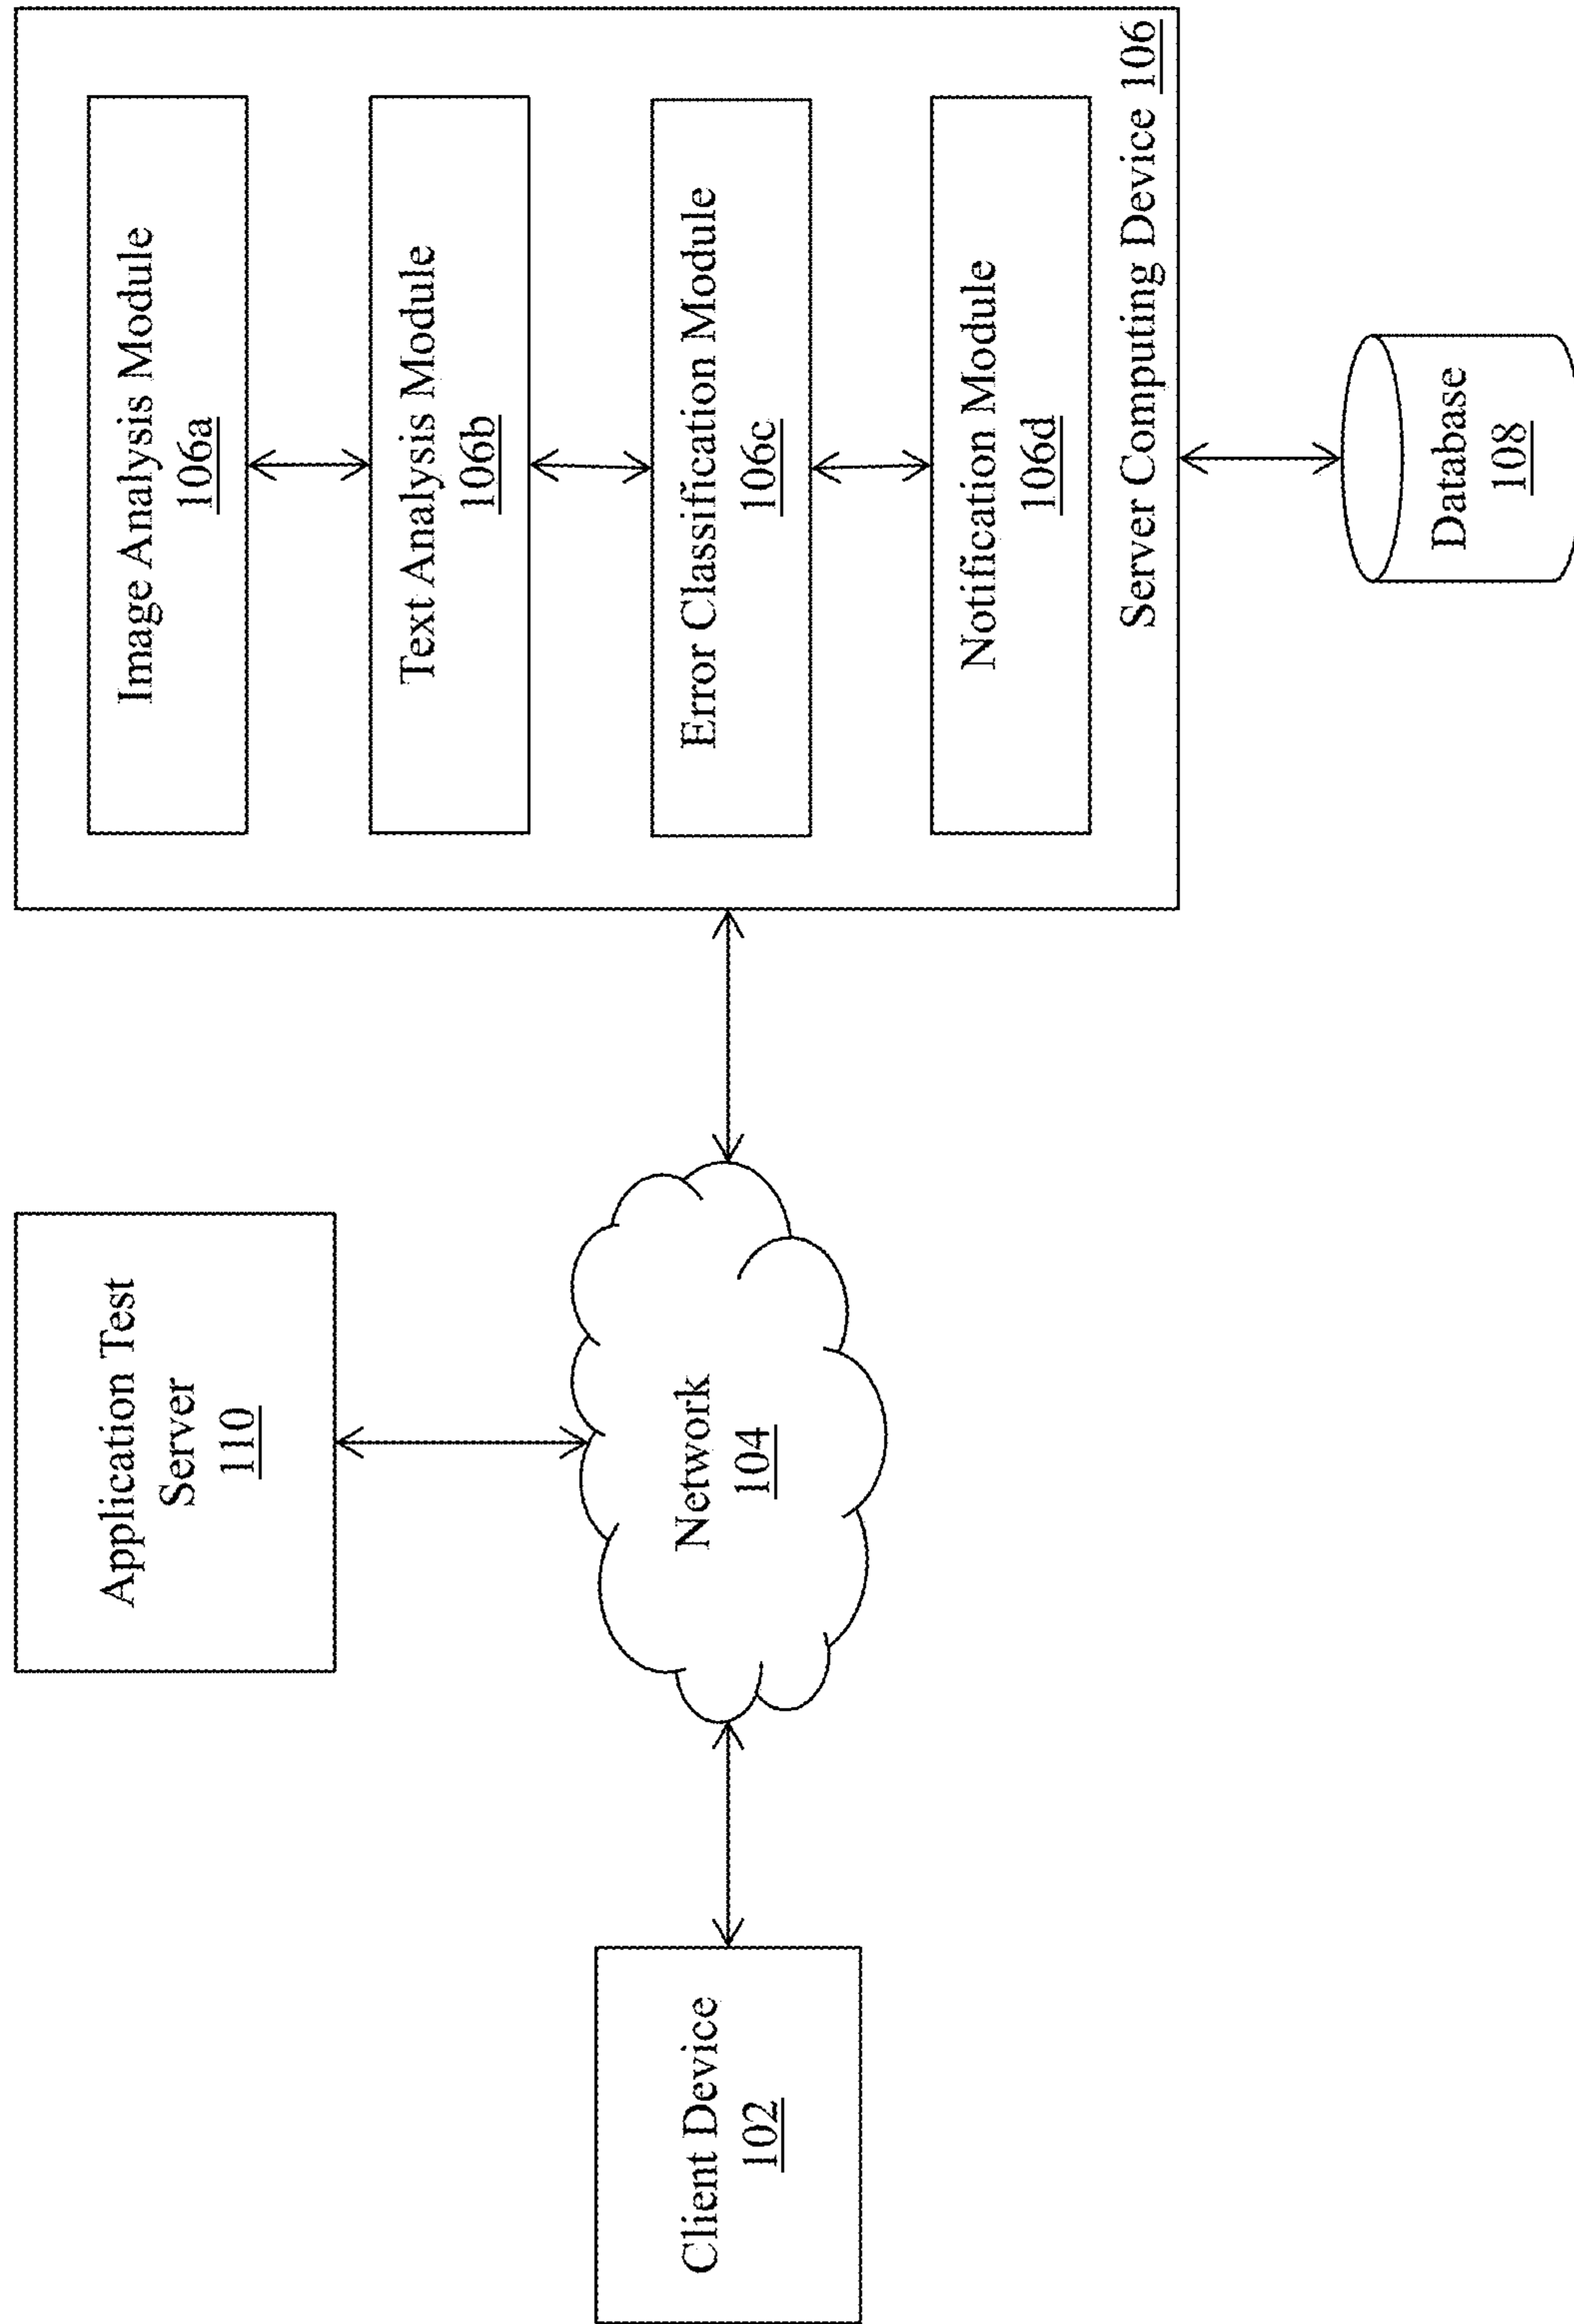 Client Device
102
Application Test
Server
110
Network
104
Image Analysis Module
106a
Text Analysis Module
106b
Error Classification Module
106c
Notification Module
106d
Server Computing Device 106
Database
108